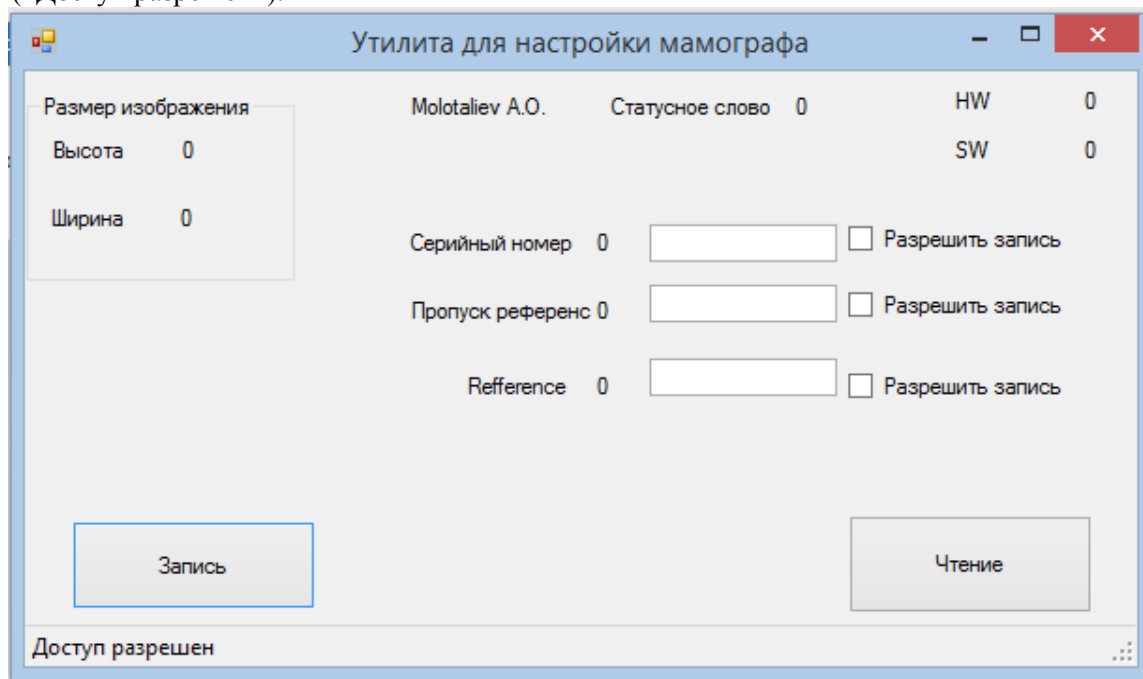 Утилита для настройки мамографа
Размер изображения
Высота 0
Ширина 0
Molotaliev A.O. Статусное слово 0
HW 0
SW 0
Серийный номер 0 Разрешить запись
Пропуск референс 0 Разрешить запись
Refference 0 Разрешить запись
Запись
Чтение
Доступ разрешен